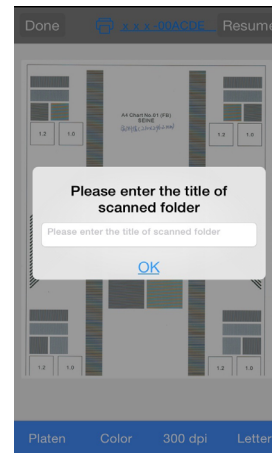 Done x x x -00ACDE... Resume
A4 Chart No.01 (FB)
SEINE
1.2 1.0 1.2 1.0
Please enter the title of
scanned folder
Please enter the title of scanned folder
OK
1.2 1.0 1.2 1.0
Platen Color 300 dpi Letter